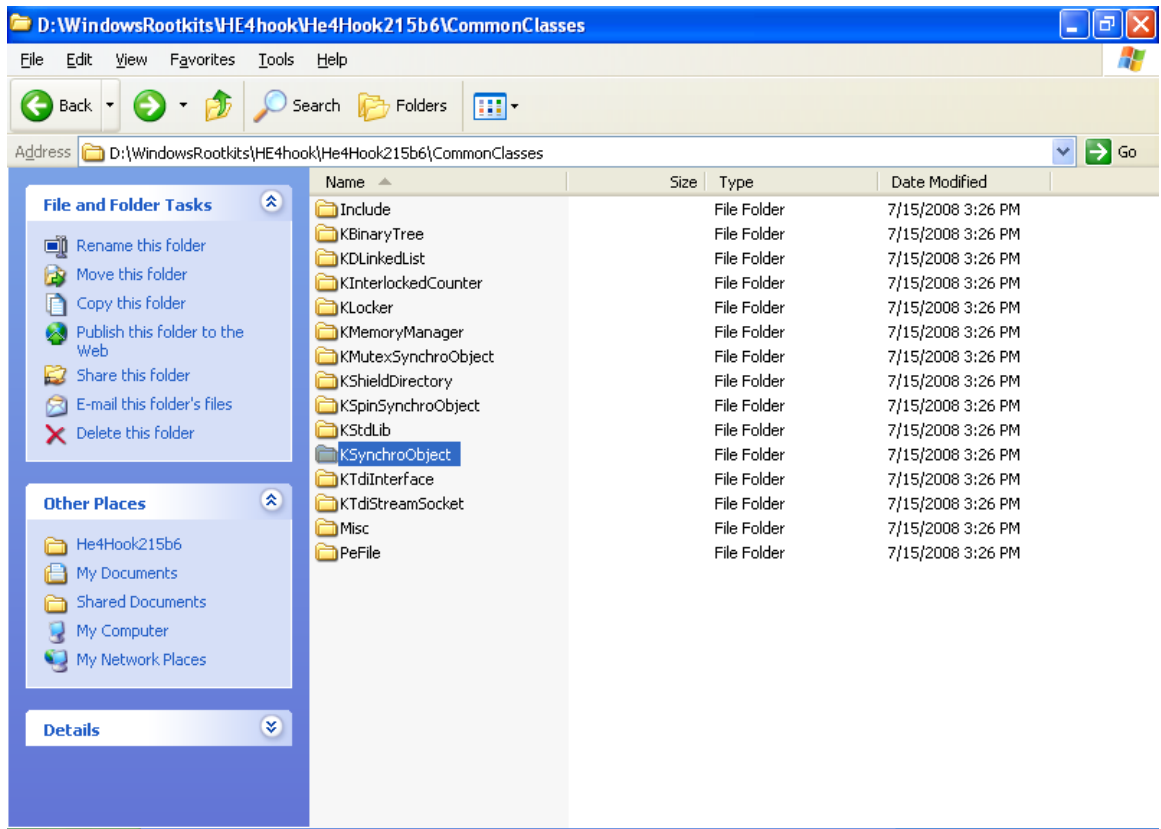 D:\WindowsRootkits\HE4hook\He4Hook215b6\CommonClasses
File Edit View Favorites Tools Help
Back Search Folders
Address D:\WindowsRootkits\HE4hook\He4Hook215b6\CommonClasses Go
File and Folder Tasks
Rename this folder
Move this folder
Copy this folder
Publish this folder to the
Web
Share this folder
E-mail this folder's files
Delete this folder
Other Places
He4Hook215b6
My Documents
Shared Documents
My Computer
My Network Places
Details
Name Size Type Date Modified
Include File Folder 7/15/2008 3:26 PM
KBinaryTree File Folder 7/15/2008 3:26 PM
KDLinkedList File Folder 7/15/2008 3:26 PM
KInterlockedCounter File Folder 7/15/2008 3:26 PM
KLocker File Folder 7/15/2008 3:26 PM
KMemoryManager File Folder 7/15/2008 3:26 PM
KMutexSynchroObject File Folder 7/15/2008 3:26 PM
KShieldDirectory File Folder 7/15/2008 3:26 PM
KSpinSynchroObject File Folder 7/15/2008 3:26 PM
KStdLib File Folder 7/15/2008 3:26 PM
KSynchroObject File Folder 7/15/2008 3:26 PM
KTdiInterface File Folder 7/15/2008 3:26 PM
KTdiStreamSocket File Folder 7/15/2008 3:26 PM
Misc File Folder 7/15/2008 3:26 PM
PeFile File Folder 7/15/2008 3:26 PM